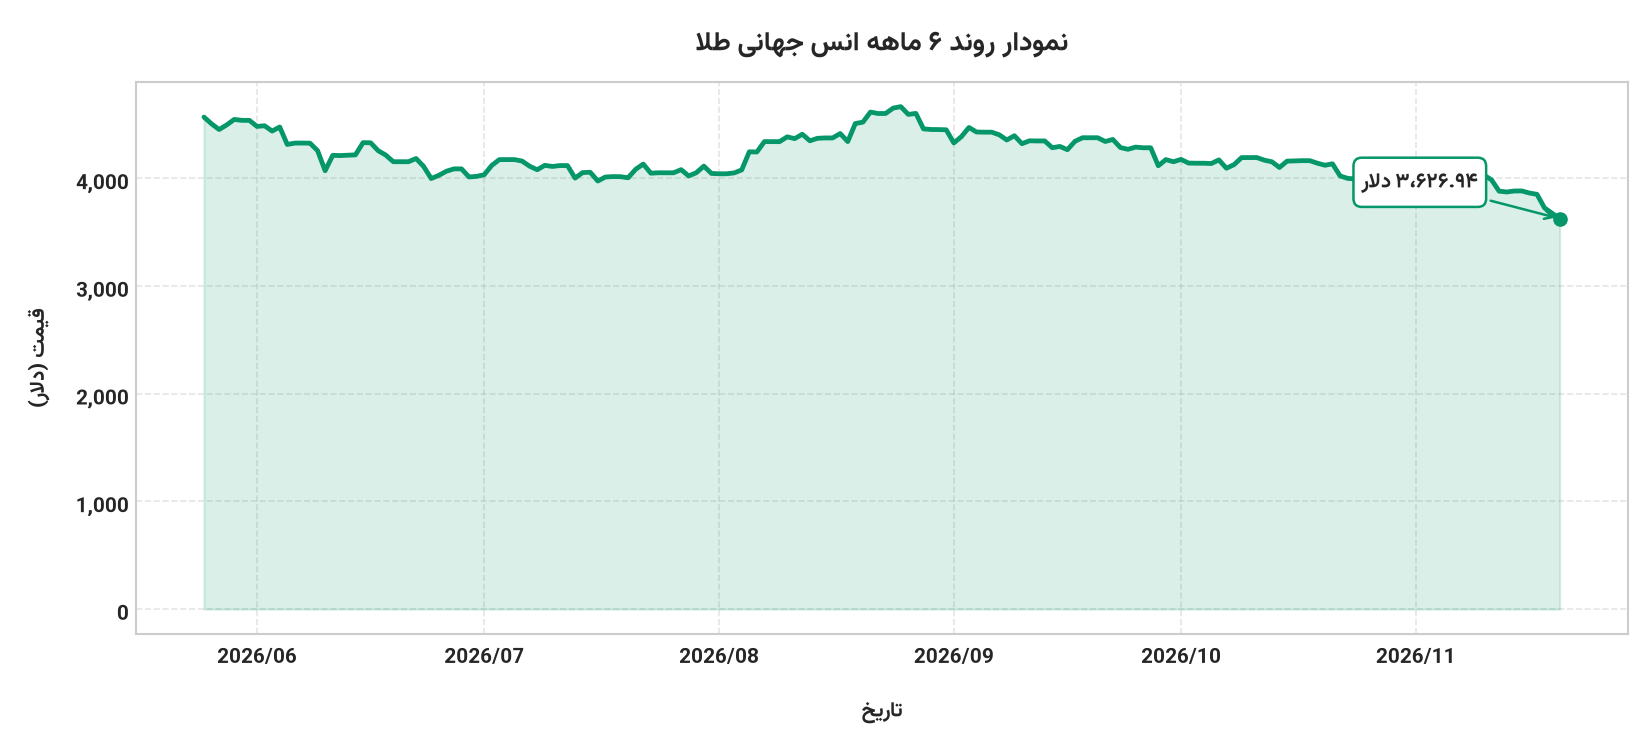 نمودار روند ۶ ماهه انس جهانی طلا
قیمت (دلار)
4,000
3,000
2,000
1,000
0
۳،۶۲۶.۹۴ دلار
2026/06
2026/07
2026/08
2026/09
2026/10
2026/11
تاریخ